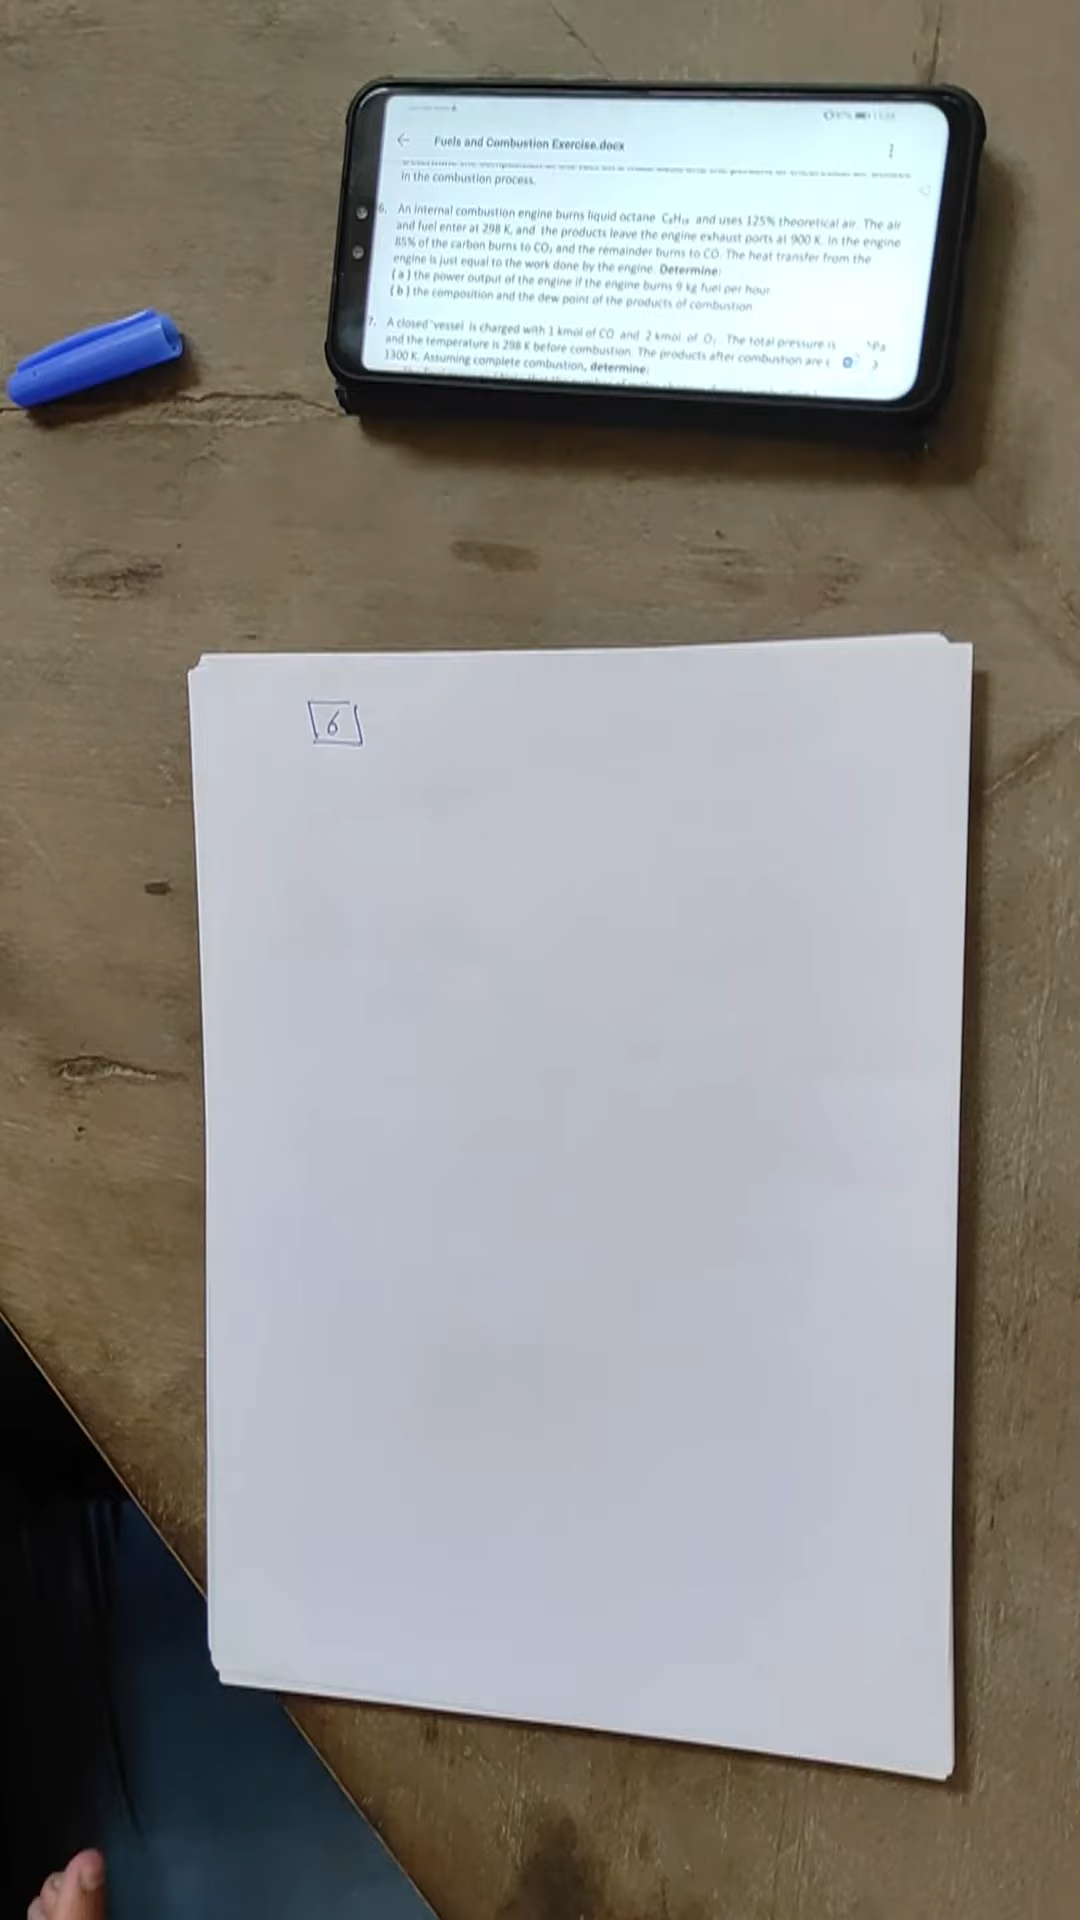 Fuels and Combustion Exercise.docx
in the combustion process.
6. An internal combustion engine burns liquid octane C₈H₁₈ and uses 125% theoretical air. The air
and fuel enter at 298 K, and the products leave the engine exhaust ports at 900 K. In the engine
85% of the carbon burns to CO₂ and the remainder burns to CO. The heat transfer from the
engine is just equal to the work done by the engine. Determine:
(a) the power output of the engine if the engine burns 9 kg fuel per hour
(b) the composition and the dew point of the products of combustion
7. A closed vessel is charged with 1 kmol of CO and 2 kmol of O₂. The total pressure is
and the temperature is 298 K before combustion. The products after combustion are
1300 K. Assuming complete combustion, determine:
6